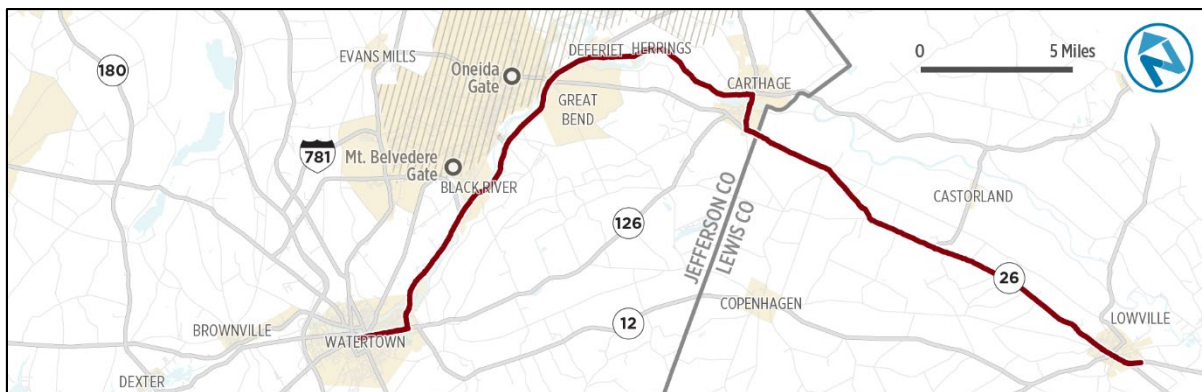 180
EVANS MILLS
Oneida
Gate
DEFERIET
HERRINGS
GREAT
BEND
CARTHAGE
0
5 Miles
781
Mt. Belvedere
Gate
BLACK RIVER
126
JEFFERSON CO
LEWIS CO
CASTORLAND
26
COPENHAGEN
12
LOWVILLE
BROWNVILLE
WATERTOWN
DEXTER
N